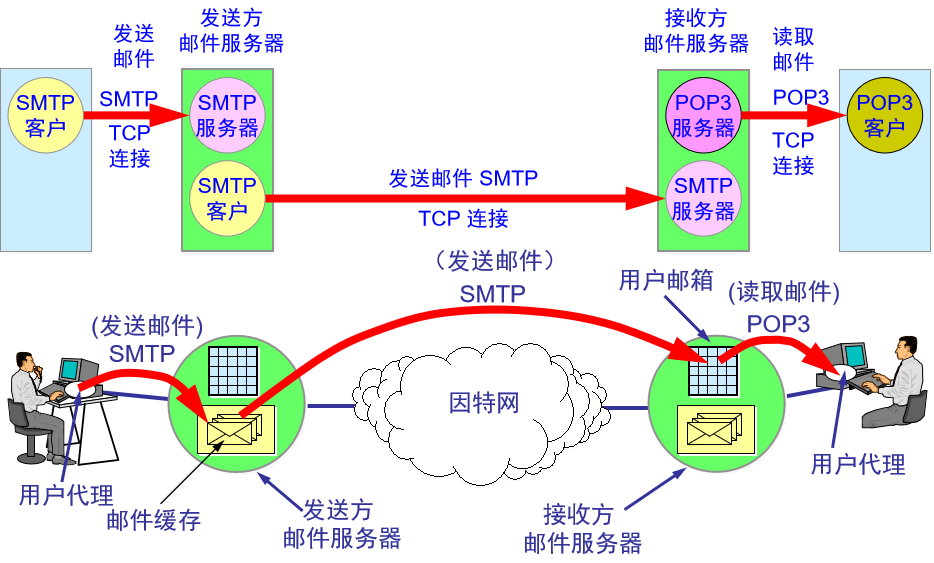 发送
邮件
发送方
邮件服务器
接收方
邮件服务器
读取
邮件
SMTP
客户
SMTP
TCP
连接
SMTP
服务器
SMTP
客户
发送邮件 SMTP
TCP 连接
POP3
服务器
SMTP
服务器
POP3
TCP
连接
POP3
客户
(发送邮件)
SMTP
（发送邮件）
SMTP
用户邮箱
(读取邮件)
POP3
因特网
用户代理
邮件缓存
发送方
邮件服务器
接收方
邮件服务器
用户代理